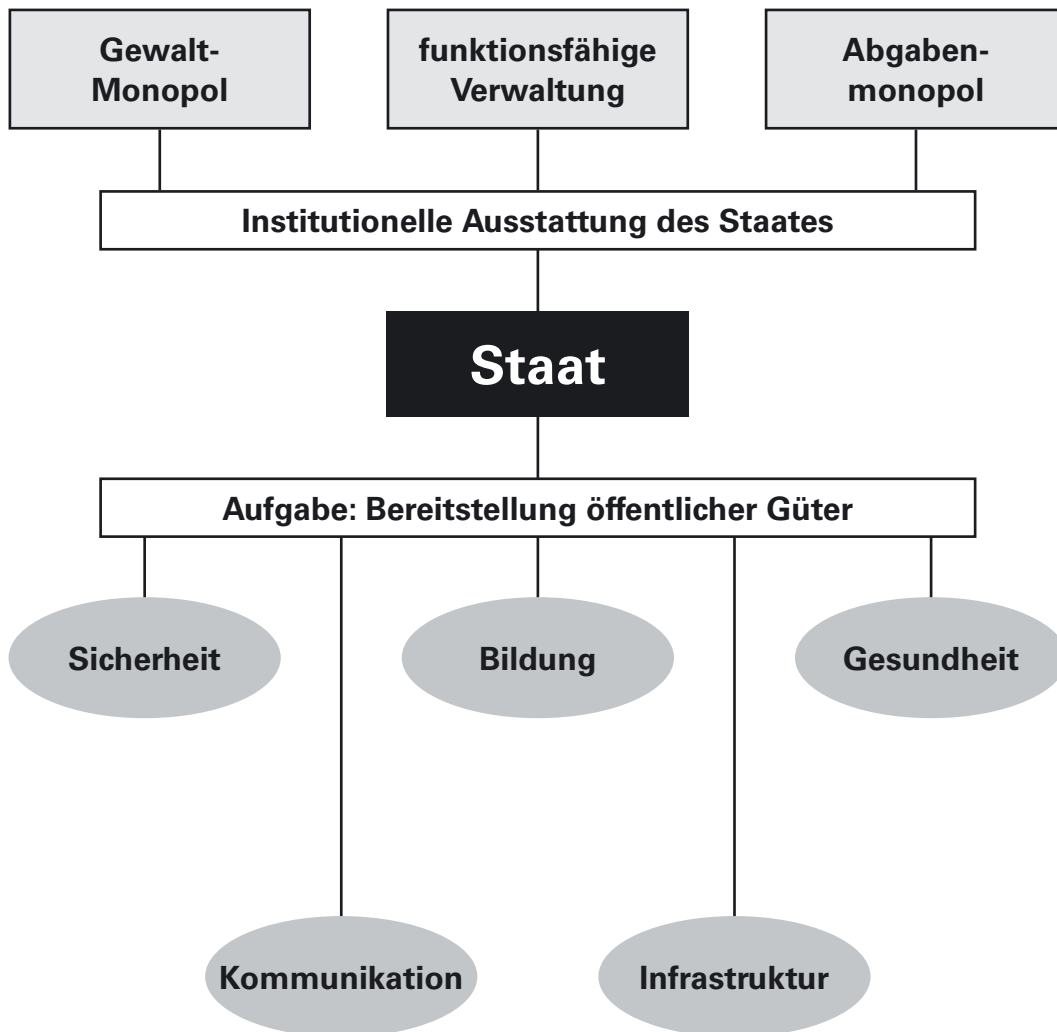 Gewalt-
Monopol
funktionsfähige
Verwaltung
Abgaben-
monopol
Institutionelle Ausstattung des Staates
Staat
Aufgabe: Bereitstellung öffentlicher Güter
Sicherheit
Bildung
Gesundheit
Kommunikation
Infrastruktur